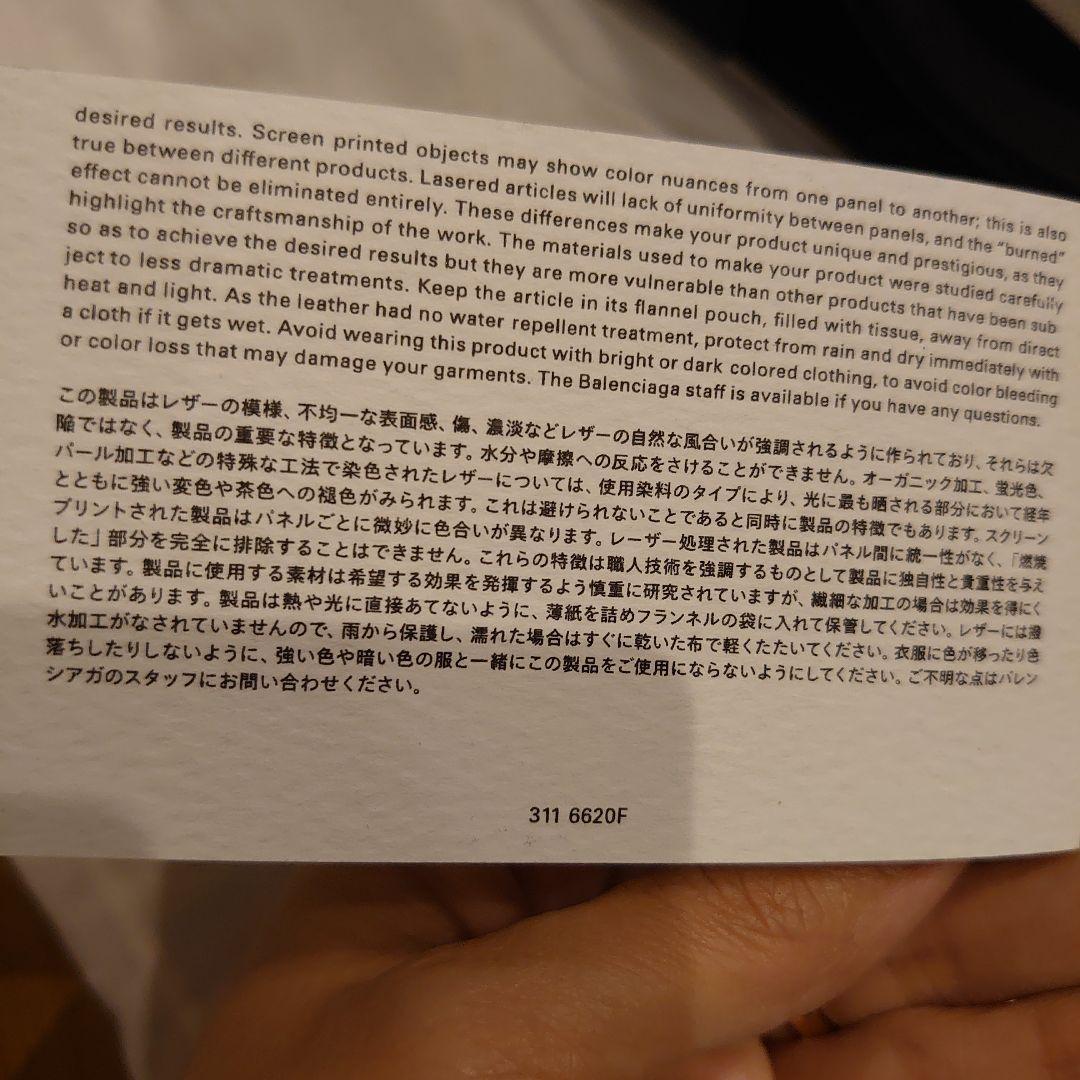 desired results. Screen printed objects may show color nuances from one panel to another; this is also
true between different products. Lasered articles will lack of uniformity between panels, and the "burned"
effect cannot be eliminated entirely. These differences make your product unique and prestigious, as they
highlight the craftsmanship of the work. The materials used to make your product were studied carefully
so as to achieve the desired results but they are more vulnerable than other products that have been sub
ject to less dramatic treatments. Keep the article in its flannel pouch, filled with tissue, away from direct
heat and light. As the leather had no water repellent treatment, protect from rain and dry immediately with
a cloth if it gets wet. Avoid wearing this product with bright or dark colored clothing, to avoid color bleeding
or color loss that may damage your garments. The Balenciaga staff is available if you have any questions.
この製品はレザーの模様、不均一な表面感、傷、濃淡などレザーの自然な風合いが強調されるように作られており、それらは欠
陥ではなく、製品の重要な特徴となっています。水分や摩擦への反応をさけることができません。オーガニック加工、蛍光色、
パール加工などの特殊な工法で染色されたレザーについては、使用染料のタイプにより、光に最も晒される部分において経年
とともに強い変色や茶色への褪色がみられます。これは避けられないことであると同時に製品の特徴でもあります。スクリーン
プリントされた製品はパネルごとに微妙に色合いが異なります。レーザー処理された製品はパネル間に統一性がなく、「燃焼
した」部分を完全に排除することはできません。これらの特徴は職人技術を強調するものとして製品に独自性と貴重性を与え
ています。製品に使用する素材は希望する効果を発揮するよう慎重に研究されていますが、繊細な加工の場合は効果を得にく
いことがあります。製品は熱や光に直接あてないように、薄紙を詰めフランネルの袋に入れて保管してください。レザーには撥
水加工がなされていませんので、雨から保護し、濡れた場合はすぐに乾いた布で軽くたたいてください。衣服に色が移ったり色
落ちしたりしないように、強い色や暗い色の服と一緒にこの製品をご使用にならないようにしてください。ご不明な点はバレン
シアガのスタッフにお問い合わせください。
311 6620F